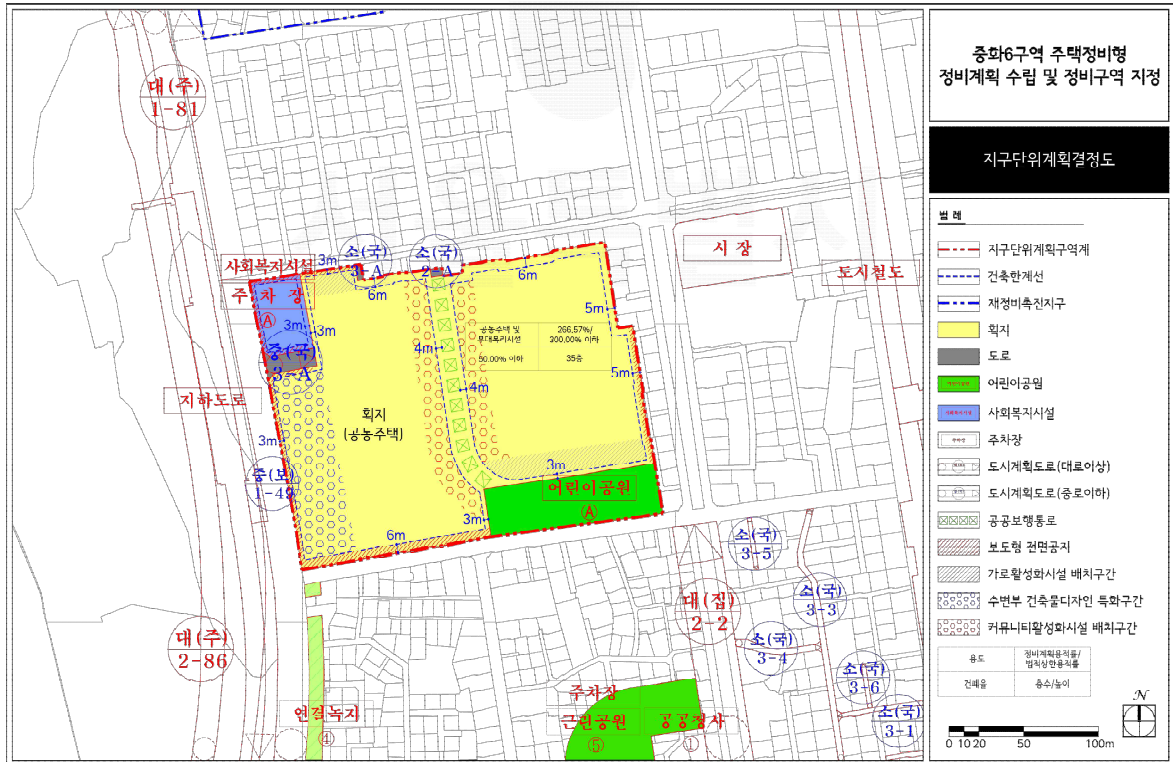 중화6구역 주택정비형
정비계획 수립 및 정비구역 지정
지구단위계획결정도
범 례
지구단위계획구역계
건축한계선
재정비촉진지구
획지
도로
어린이공원
사회복지시설
주차장
도시계획도로(대로이상)
도시계획도로(중로이하)
공공보행통로
보도형 전면공지
가로활성화시설 배치구간
수변부 건축물디자인 특화구간
커뮤니티활성화시설 배치구간
용도
정비계획용적률/
법적상한용적률
건폐율
층수/높이
N
0 10 20 50 100m
대(주)
1-81
소(국)
3-A
소(국)
2-A
시 장
도시철도
사회복지시설
주 차 장
Ⓐ
3m
6m
6m
5m
3m
3m
공동주택 및
부대복리시설
266.57%/
300.00% 이하
50.00% 이하
35층
4m
4m
5m
중(국)
3-A
지하도로
획지
(공동주택)
3m
중(보)
1-49
3m
어린이공원
Ⓐ
3m
6m
소(국)
3-5
대(집)
2-2
소(국)
3-3
소(국)
3-4
소(국)
3-6
소(국)
3-1
대(주)
2-86
연결녹지
④
주차장
근린공원
⑤
공공청사
①